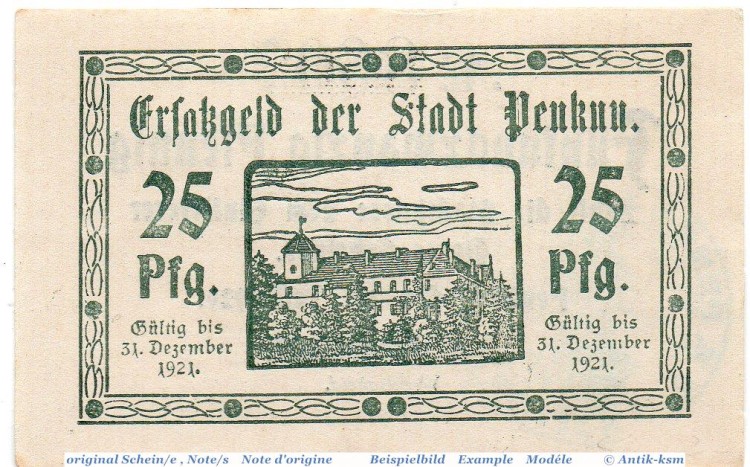 Ersatzgeld der Stadt Penkun.
25
Pfg.
Gültig bis
31. Dezember
1921.
25
Pfg.
Gültig bis
31. Dezember
1921.
original Schein/e , Note/s Note d'origine Beispielbild Example Modéle © Antik-ksm